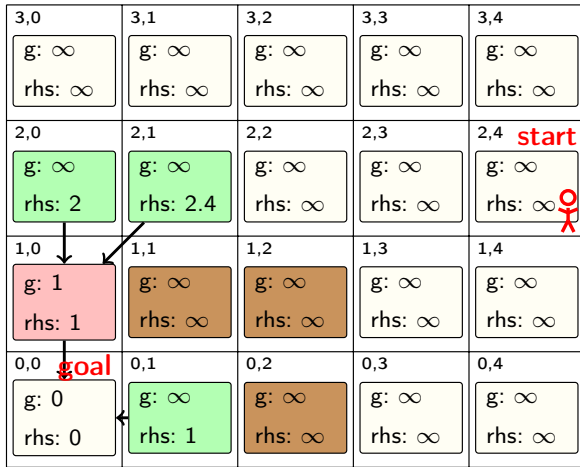 3,0 3,1 3,2 3,3 3,4
g: ∞ g: ∞ g: ∞ g: ∞ g: ∞
rhs: ∞ rhs: ∞ rhs: ∞ rhs: ∞ rhs: ∞
2,0 2,1 2,2 2,3 2,4 start
g: ∞ g: ∞ g: ∞ g: ∞ g: ∞
rhs: 2 rhs: 2.4 rhs: ∞ rhs: ∞ rhs: ∞
1,0 1,1 1,2 1,3 1,4
g: 1 g: ∞ g: ∞ g: ∞ g: ∞
rhs: 1 rhs: ∞ rhs: ∞ rhs: ∞ rhs: ∞
0,0 goal 0,1 0,2 0,3 0,4
g: 0 g: ∞ g: ∞ g: ∞ g: ∞
rhs: 0 rhs: 1 rhs: ∞ rhs: ∞ rhs: ∞